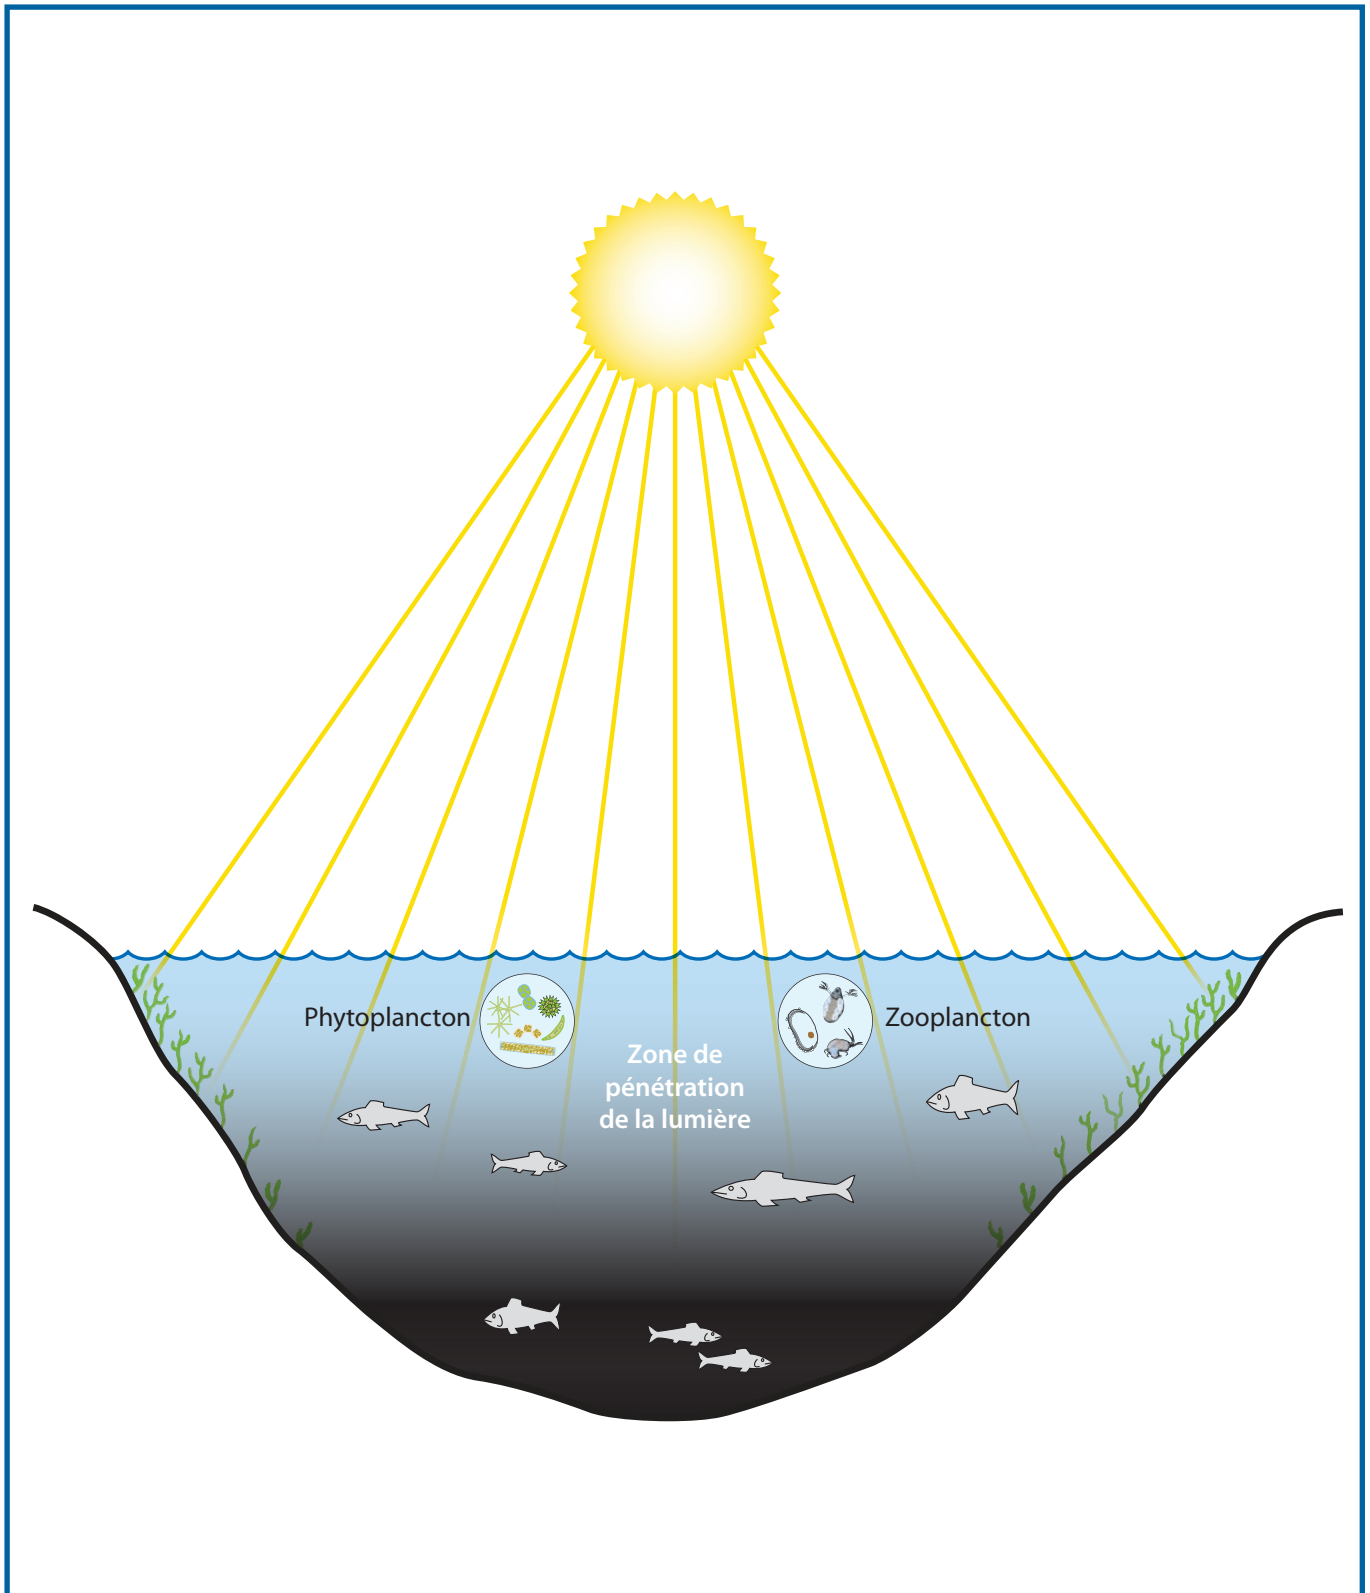 Phytoplancton
Zooplancton
Zone de
pénétration
de la lumière